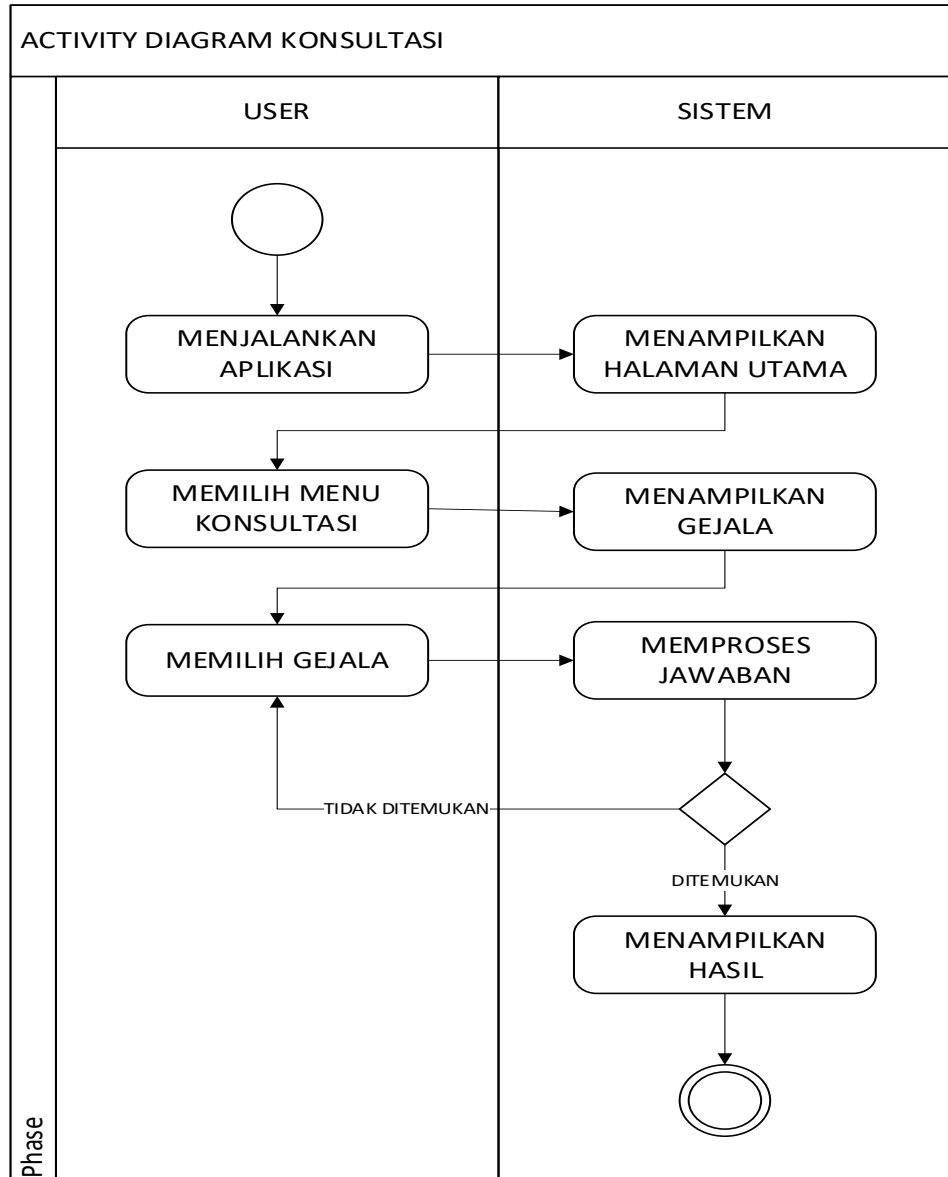 ACTIVITY DIAGRAM KONSULTASI
USER
SISTEM
MENJALANKAN
APLIKASI
MENAMPILKAN
HALAMAN UTAMA
MEMILIH MENU
KONSULTASI
MENAMPILKAN
GEJALA
MEMILIH GEJALA
MEMPROSES
JAWABAN
TIDAK DITEMUKAN
DITEMUKAN
MENAMPILKAN
HASIL
Phase